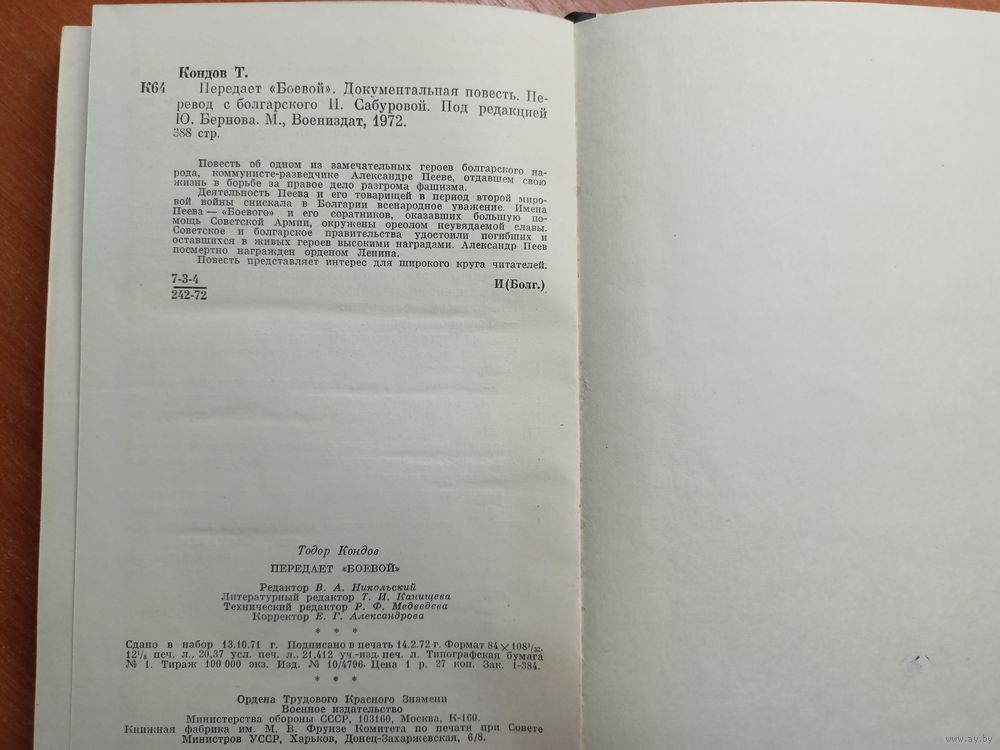 Кондов Т.
К64 Передает «Боевой». Документальная повесть. Пе-
ревод с болгарского И. Сабуровой. Под редакцией
Ю. Бернова. М., Воениздат, 1972.
388 стр.
Повесть об одном из замечательных героев болгарского на-
рода, коммунисте-разведчике Александре Пееве, отдавшем свою
жизнь в борьбе за правое дело разгрома фашизма.
Деятельность Пеева и его товарищей в период второй миро-
вой войны снискала в Болгарии всенародное уважение. Имена
Пеева — «Боевого» и его соратников, оказавших большую по-
мощь Советской Армии, окружены ореолом неувядаемой славы.
Советское и болгарское правительства удостоили погибших и
оставшихся в живых героев высокими наградами. Александр Пеев
посмертно награжден орденом Ленина.
Повесть представляет интерес для широкого круга читателей.
7-3-4
242-72
И(Болг.)
Тодор Кондов
ПЕРЕДАЕТ «БОЕВОЙ»
Редактор В. А. Никольский
Литературный редактор Т. И. Канищева
Технический редактор Р. Ф. Медведева
Корректор Е. Г. Александрова
* * *
Сдано в набор 13.10.71 г. Подписано в печать 14.2.72 г. Формат 84×108¹/₃₂.
12¹/₈ печ. л., 20,37 усл. печ. л., 21,412 уч.-изд. печ. л. Типографская бумага
№ 1. Тираж 100 000 экз. Изд. № 10/4796. Цена 1 р. 27 коп. Зак. 1-384.
* * *
Ордена Трудового Красного Знамени
Военное издательство
Министерства обороны СССР, 103160, Москва, К-160.
Книжная фабрика им. М. В. Фрунзе Комитета по печати при Совете
Министров УССР, Харьков, Донец-Захаржевская, 6/8.
www.ay.by